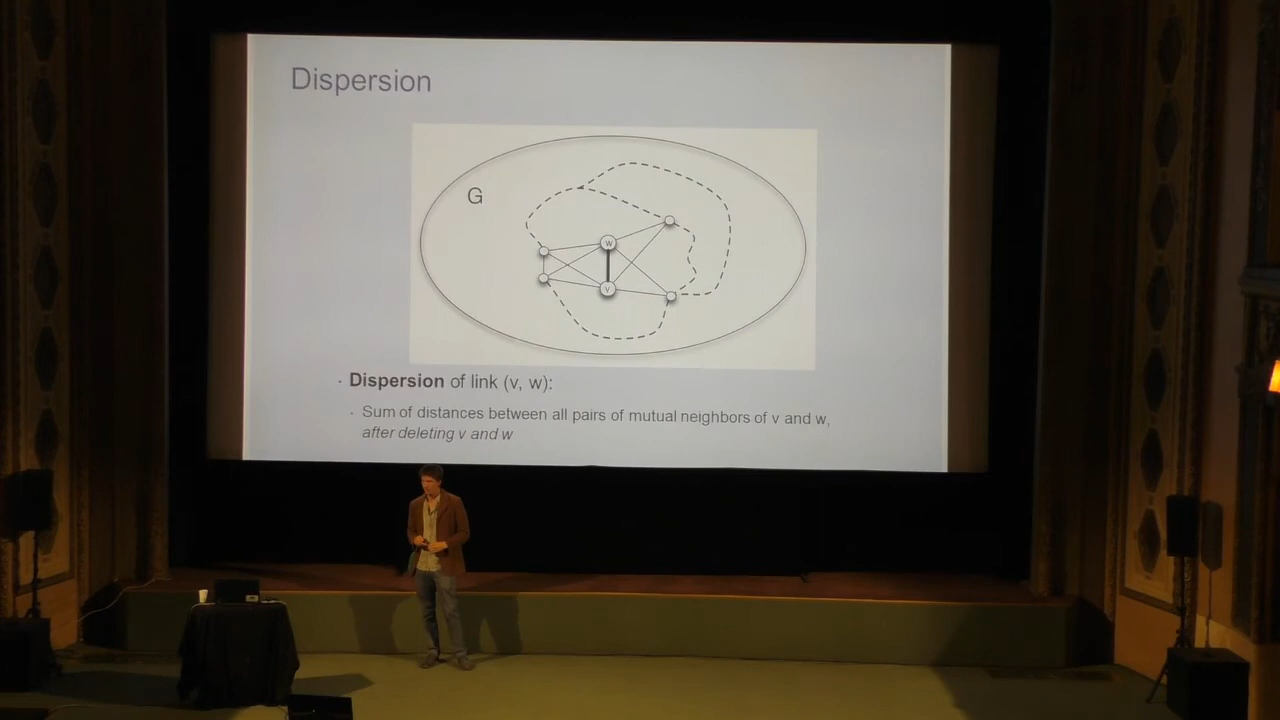 Dispersion
G
w
v
· Dispersion of link (v, w):
· Sum of distances between all pairs of mutual neighbors of v and w,
after deleting v and w